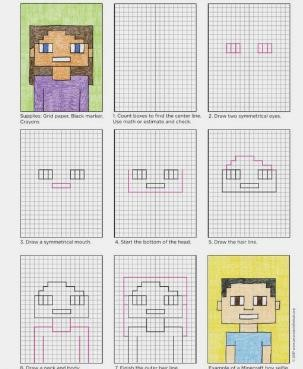 Supplies: Grid paper, Black marker,
Crayons
1. Count boxes to find the center line.
Use math or estimate and check.
2. Draw two symmetrical eyes.
3. Draw a symmetrical mouth.
4. Start the bottom of the head.
5. Draw the hair line.
6. Draw a neck and body.
7. Finish the outer hair line.
Example of a Minecraft boy selfie